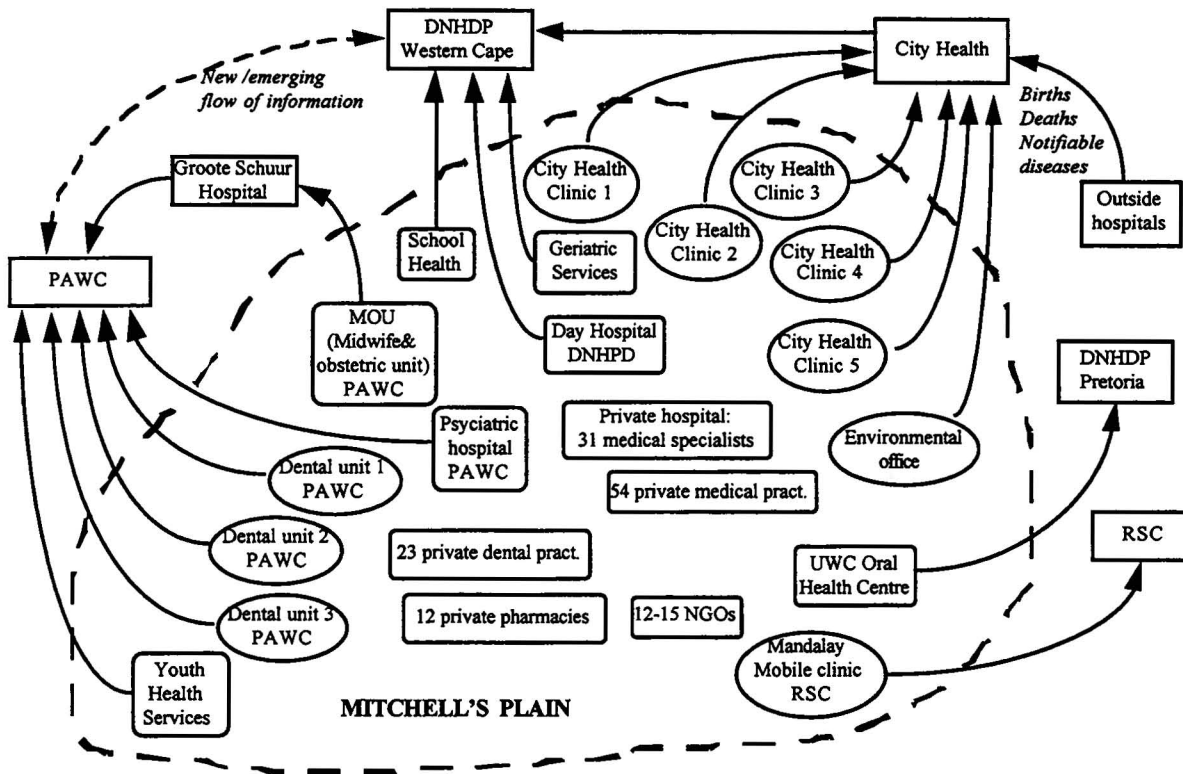 DNHDP
Western Cape
City Health
New /emerging
flow of information
Births
Deaths
Notifiable
diseases
Groote Schuur
Hospital
City Health
Clinic 1
City Health
Clinic 3
Outside
hospitals
School
Health
Geriatric
Services
City Health
Clinic 2
City Health
Clinic 4
PAWC
MOU
(Midwife&
obstetric unit)
PAWC
Day Hospital
DNHPD
City Health
Clinic 5
DNHDP
Pretoria
Psyciatric
hospital
PAWC
Private hospital:
31 medical specialists
Environmental
office
Dental unit 1
PAWC
54 private medical pract.
Dental unit 2
PAWC
23 private dental pract.
UWC Oral
Health Centre
RSC
Dental unit 3
PAWC
12 private pharmacies
12-15 NGOs
Mandalay
Mobile clinic
RSC
Youth
Health
Services
MITCHELL'S PLAIN